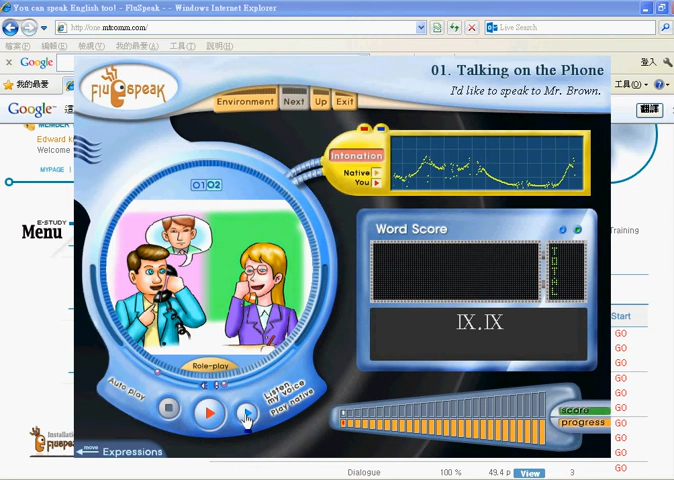 You can speak English too! - FluSpeak - - Windows Internet Explorer
http://one.mtcomm.com/
Live Search
檔案(F) 編輯(E) 檢視(V) 我的最愛(A) 工具(T) 說明(H)
Google
登入
我的最愛
工具(O)
Google
翻譯
FluSpeak
Environment Next Up Exit
01. Talking on the Phone
I'd like to speak to Mr. Brown.
Edward
Welcome
MYPAGE
E-STUDY
Menu
Intonation
Native
You
01 02
Word Score
TOTAL
IX.IX
Training
Start
GO
GO
GO
GO
GO
GO
GO
GO
GO
GO
Role-play
Auto play
Listen my voice
Play native
score
progress
Installa
move
Expressions
Dialogue 100 % 49.4 p View 3